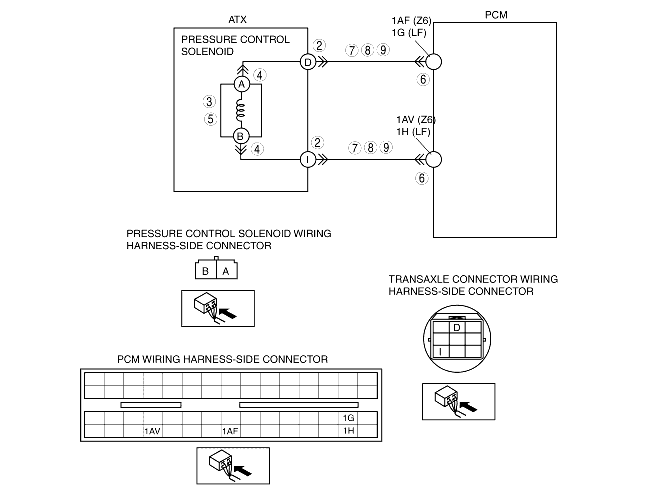 ATX
PCM
PRESSURE CONTROL
SOLENOID
1AF (Z6)
1G (LF)
2
D
7 8 9
6
4
A
3
5
B
4
1AV (Z6)
1H (LF)
2
I
7 8 9
6
PRESSURE CONTROL SOLENOID WIRING
HARNESS-SIDE CONNECTOR
B A
TRANSAXLE CONNECTOR WIRING
HARNESS-SIDE CONNECTOR
D
I
PCM WIRING HARNESS-SIDE CONNECTOR
1G
1AV 1AF 1H